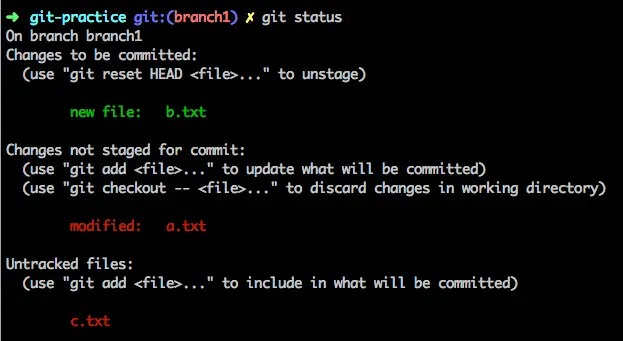 ➜ git-practice git:(branch1) ✗ git status
On branch branch1
Changes to be committed:
  (use "git reset HEAD <file>..." to unstage)
        new file:   b.txt
Changes not staged for commit:
  (use "git add <file>..." to update what will be committed)
  (use "git checkout -- <file>..." to discard changes in working directory)
        modified:   a.txt
Untracked files:
  (use "git add <file>..." to include in what will be committed)
        c.txt